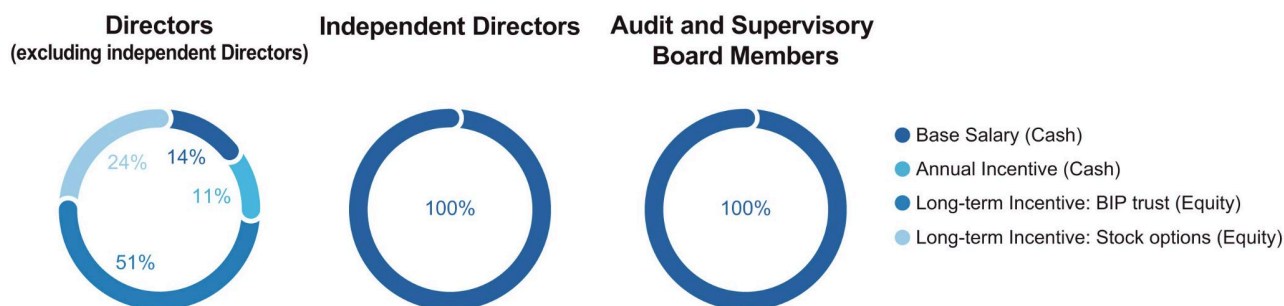 Directors
(excluding independent Directors)
Independent Directors
Audit and Supervisory
Board Members
24%
14%
11%
51%
100%
100%
Base Salary (Cash)
Annual Incentive (Cash)
Long-term Incentive: BIP trust (Equity)
Long-term Incentive: Stock options (Equity)